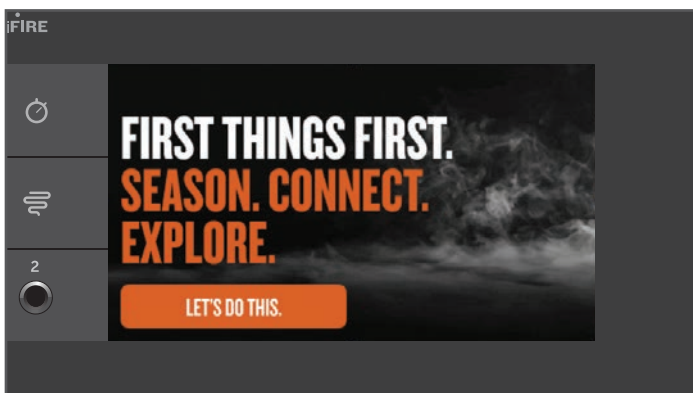 iFIRE
FIRST THINGS FIRST.
SEASON. CONNECT.
EXPLORE.
2
LET'S DO THIS.